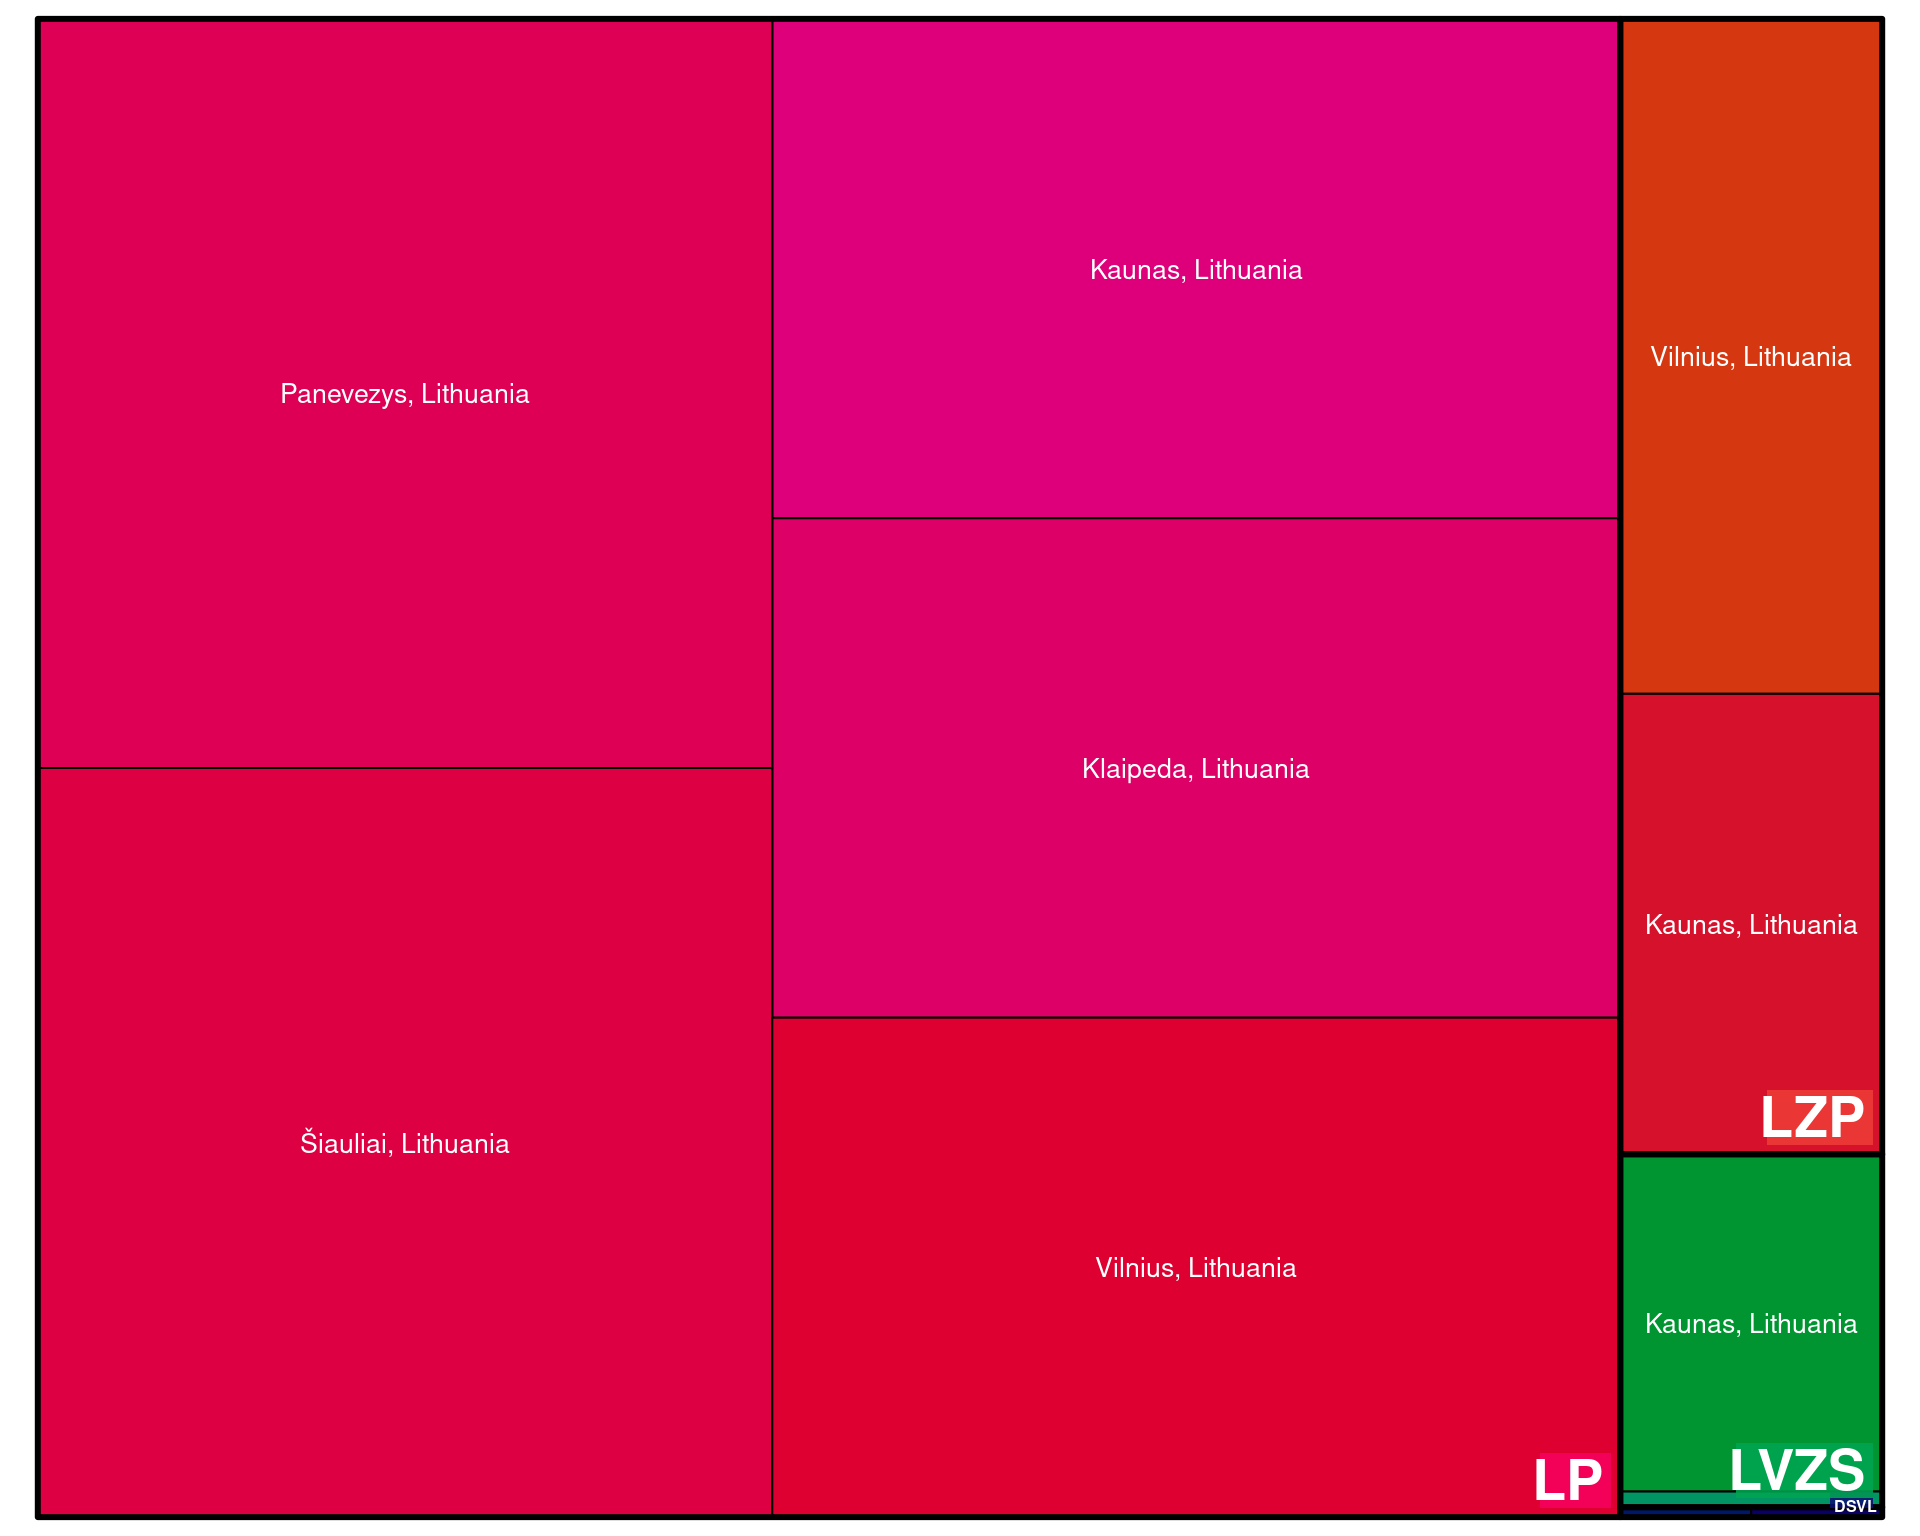 Panevezys, Lithuania
Šiauliai, Lithuania
Kaunas, Lithuania
Klaipeda, Lithuania
Vilnius, Lithuania
LP
Vilnius, Lithuania
Kaunas, Lithuania
LZP
Kaunas, Lithuania
LVZS
DSVL